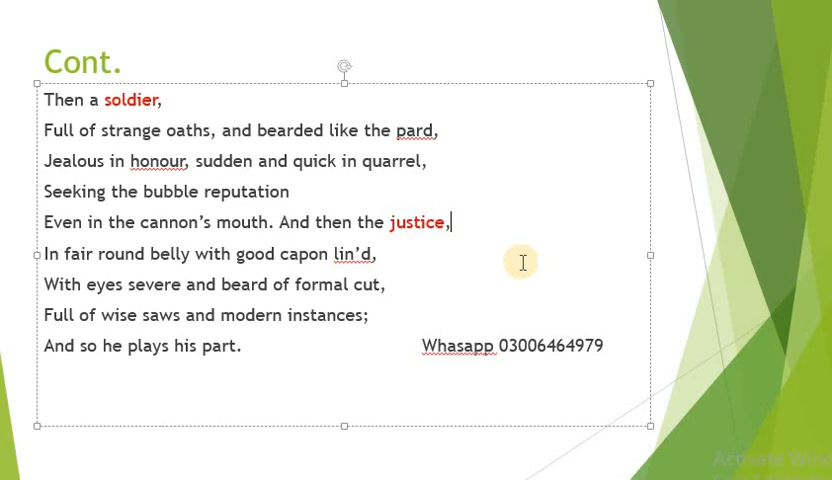 Cont.
Then a soldier,
Full of strange oaths, and bearded like the pard,
Jealous in honour, sudden and quick in quarrel,
Seeking the bubble reputation
Even in the cannon’s mouth. And then the justice,
In fair round belly with good capon lin’d,
With eyes severe and beard of formal cut,
Full of wise saws and modern instances;
And so he plays his part. Whasapp 03006464979
Activate Win